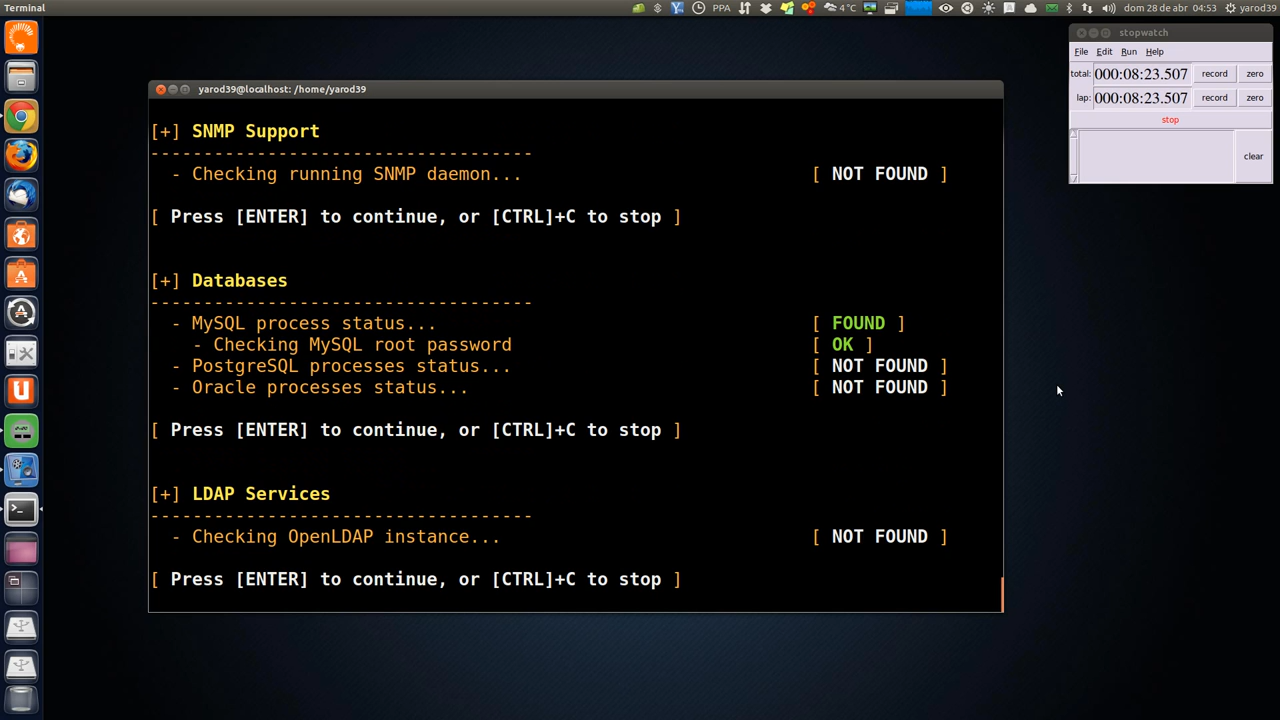 Terminal
PPA
4 °C
dom 28 de abr
04:53
yarod39
stopwatch
File Edit Run Help
total: 000:08:23.507 record zero
lap: 000:08:23.507 record zero
stop
clear
yarod39@localhost: /home/yarod39
[+] SNMP Support
------------------------------------
- Checking running SNMP daemon... [ NOT FOUND ]
[ Press [ENTER] to continue, or [CTRL]+C to stop ]
[+] Databases
------------------------------------
- MySQL process status... [ FOUND ]
- Checking MySQL root password [ OK ]
- PostgreSQL processes status... [ NOT FOUND ]
- Oracle processes status... [ NOT FOUND ]
[ Press [ENTER] to continue, or [CTRL]+C to stop ]
[+] LDAP Services
------------------------------------
- Checking OpenLDAP instance... [ NOT FOUND ]
[ Press [ENTER] to continue, or [CTRL]+C to stop ]